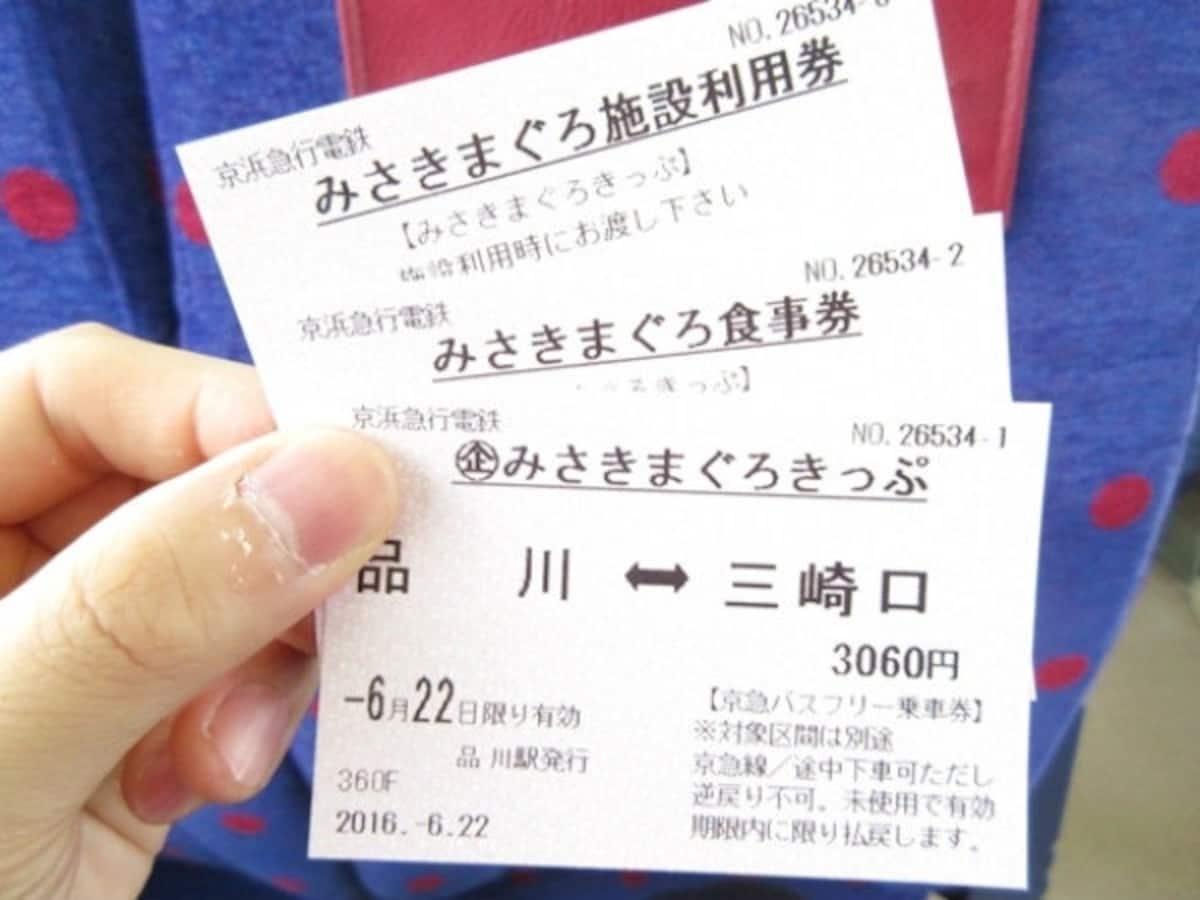 NO. 26534-
京浜急行電鉄
みさきまぐろ施設利用券
【みさきまぐろきっぷ】
施設利用時にお渡し下さい
NO. 26534-2
京浜急行電鉄
みさきまぐろ食事券
ろきっぷ】
京浜急行電鉄
NO. 26534-1
㋿みさきまぐろきっぷ
品川 ⬌ 三崎口
3060円
-6月22日限り有効
【京急バスフリー乗車券】
※対象区間は別途
品川駅発行
京急線/途中下車可ただし
360F
逆戻り不可。未使用で有効
2016.-6.22
期限内に限り払戻します。